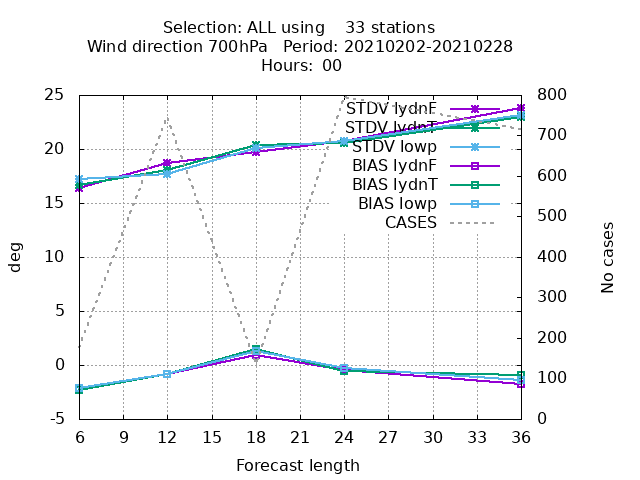 Selection: ALL using    33 stations
Wind direction 700hPa   Period: 20210202-20210228
Hours: 00
25
20
15
10
5
0
-5
deg
800
700
600
500
400
300
200
100
0
No cases
STDV lydnF
STDV lydnT
STDV lowp
BIAS lydnF
BIAS lydnT
BIAS lowp
CASES
6 9 12 15 18 21 24 27 30 33 36
Forecast length